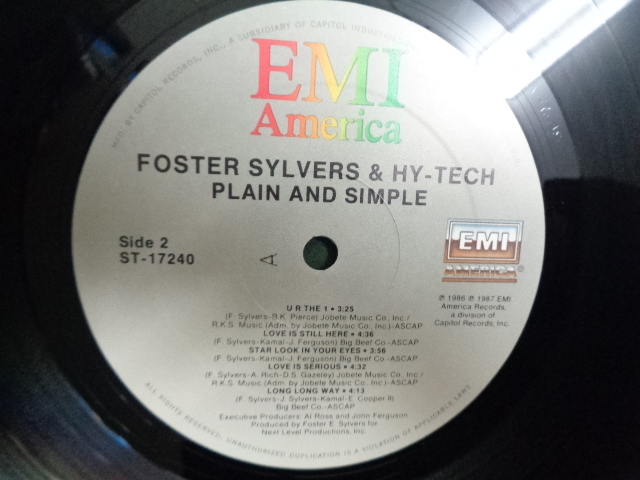 MFD. BY CAPITOL RECORDS, INC., A SUBSIDIARY OF CAPITOL INDUSTRIES
EMI
America
FOSTER SYLVERS & HY-TECH
PLAIN AND SIMPLE
Side 2
ST-17240
A
EMI
AMERICA®
℗ 1986 ℗ 1987 EMI
America Records,
a division of
Capitol Records, Inc.
U R THE 1 • 3:25
(F. Sylvers-B.K. Pierce) Jobete Music Co., Inc./
R.K.S. Music (Adm. by Jobete Music Co., Inc.)-ASCAP
LOVE IS STILL HERE • 4:36
(F. Sylvers-Kamal-J. Ferguson) Big Beef Co.-ASCAP
STAR LOOK IN YOUR EYES • 3:56
(F. Sylvers-Kamal-J. Ferguson) Big Beef Co.-ASCAP
LOVE IS SERIOUS • 4:32
(F. Sylvers-A. Rich-D.S. Gazeley) Jobete Music Co., Inc./
R.K.S. Music (Adm. by Jobete Music Co., Inc.)-ASCAP
LONG LONG WAY • 4:13
(F. Sylvers-J. Sylvers-Kamal-E. Cooper II)
Big Beef Co.-ASCAP
Executive Producers: Al Ross and John Ferguson
Produced by Foster E. Sylvers for
Next Level Productions, Inc.
ALL RIGHTS RESERVED. UNAUTHORIZED DUPLICATION IS A VIOLATION OF APPLICABLE LAWS